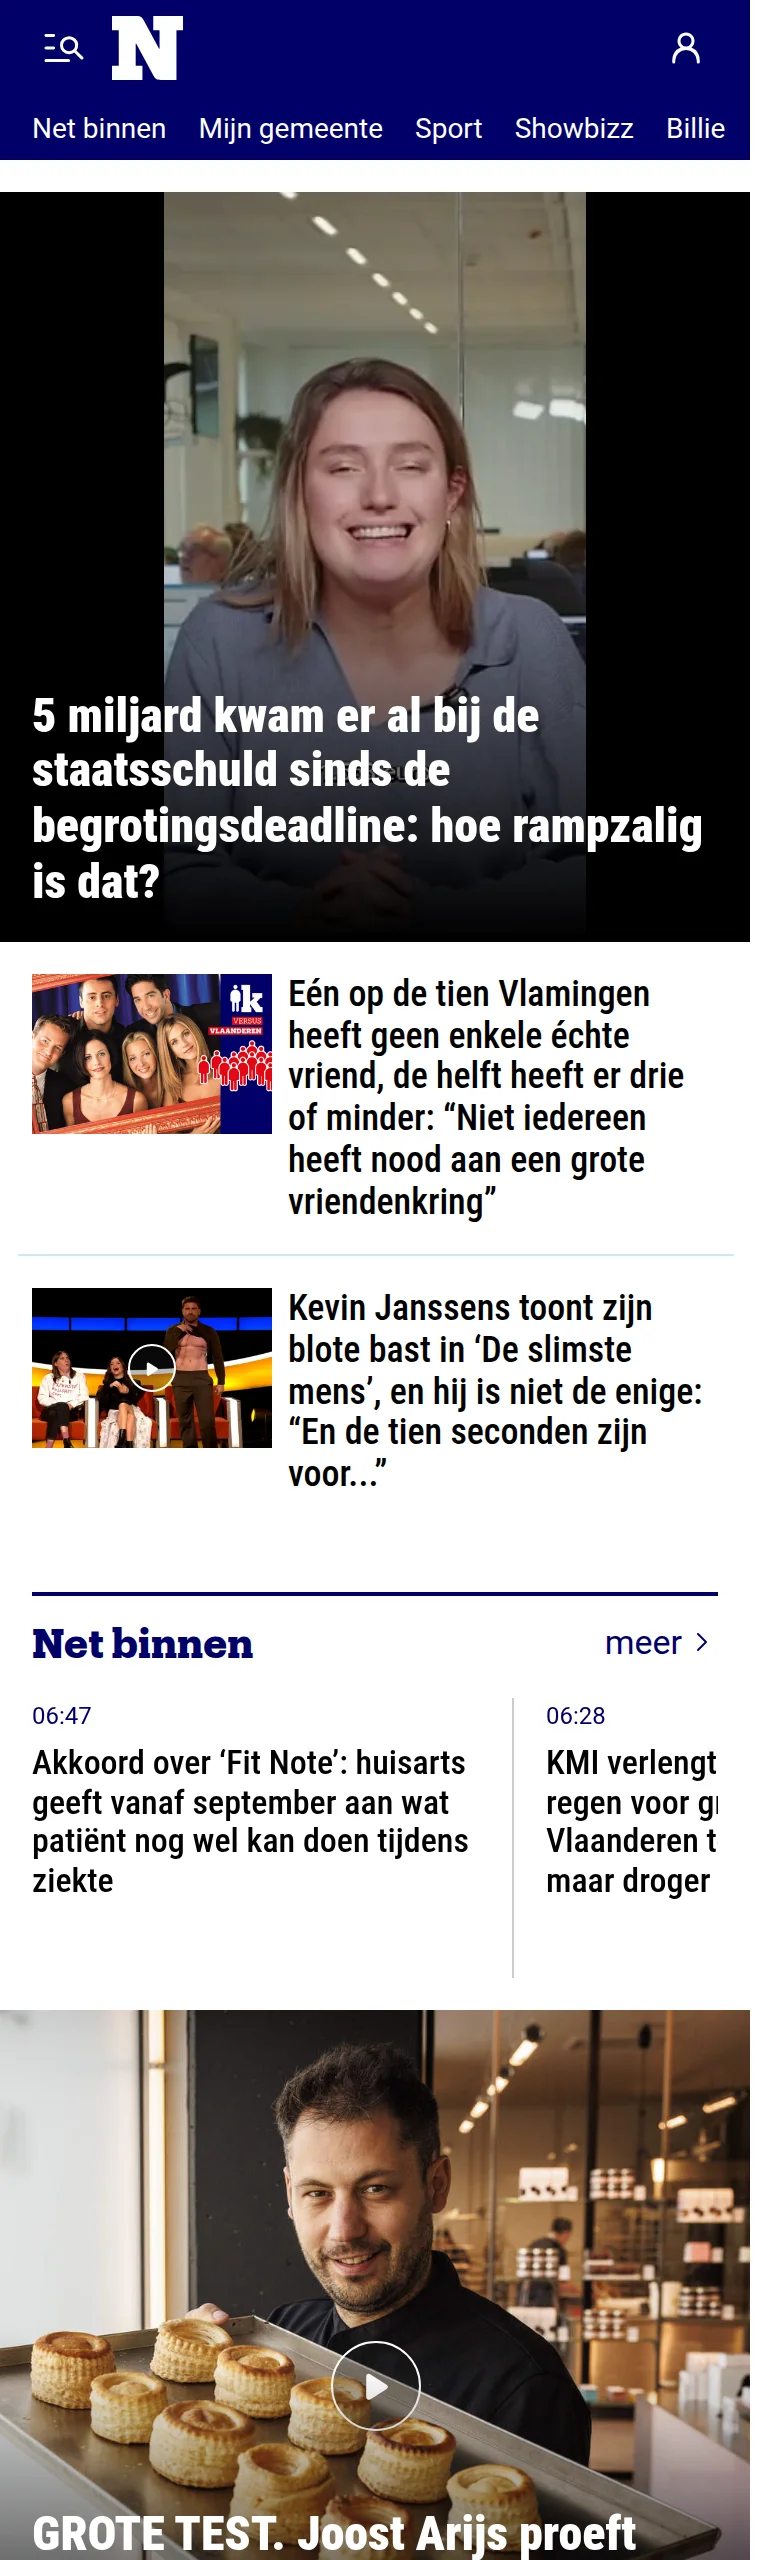 N
Net binnen Mijn gemeente Sport Showbizz Billie
5 miljard kwam er al bij de
staatsschuld sinds de
begrotingsdeadline: hoe rampzalig
is dat?
ik
VERSUS
VLAANDEREN
Eén op de tien Vlamingen
heeft geen enkele échte
vriend, de helft heeft er drie
of minder: “Niet iedereen
heeft nood aan een grote
vriendenkring”
Kevin Janssens toont zijn
blote bast in ‘De slimste
mens’, en hij is niet de enige:
“En de tien seconden zijn
voor...”
Net binnen meer
06:47
Akkoord over ‘Fit Note’: huisarts
geeft vanaf september aan wat
patiënt nog wel kan doen tijdens
ziekte
06:28
KMI verlengt
regen voor
Vlaanderen t
maar droger
GROTE TEST. Joost Arijs proeft